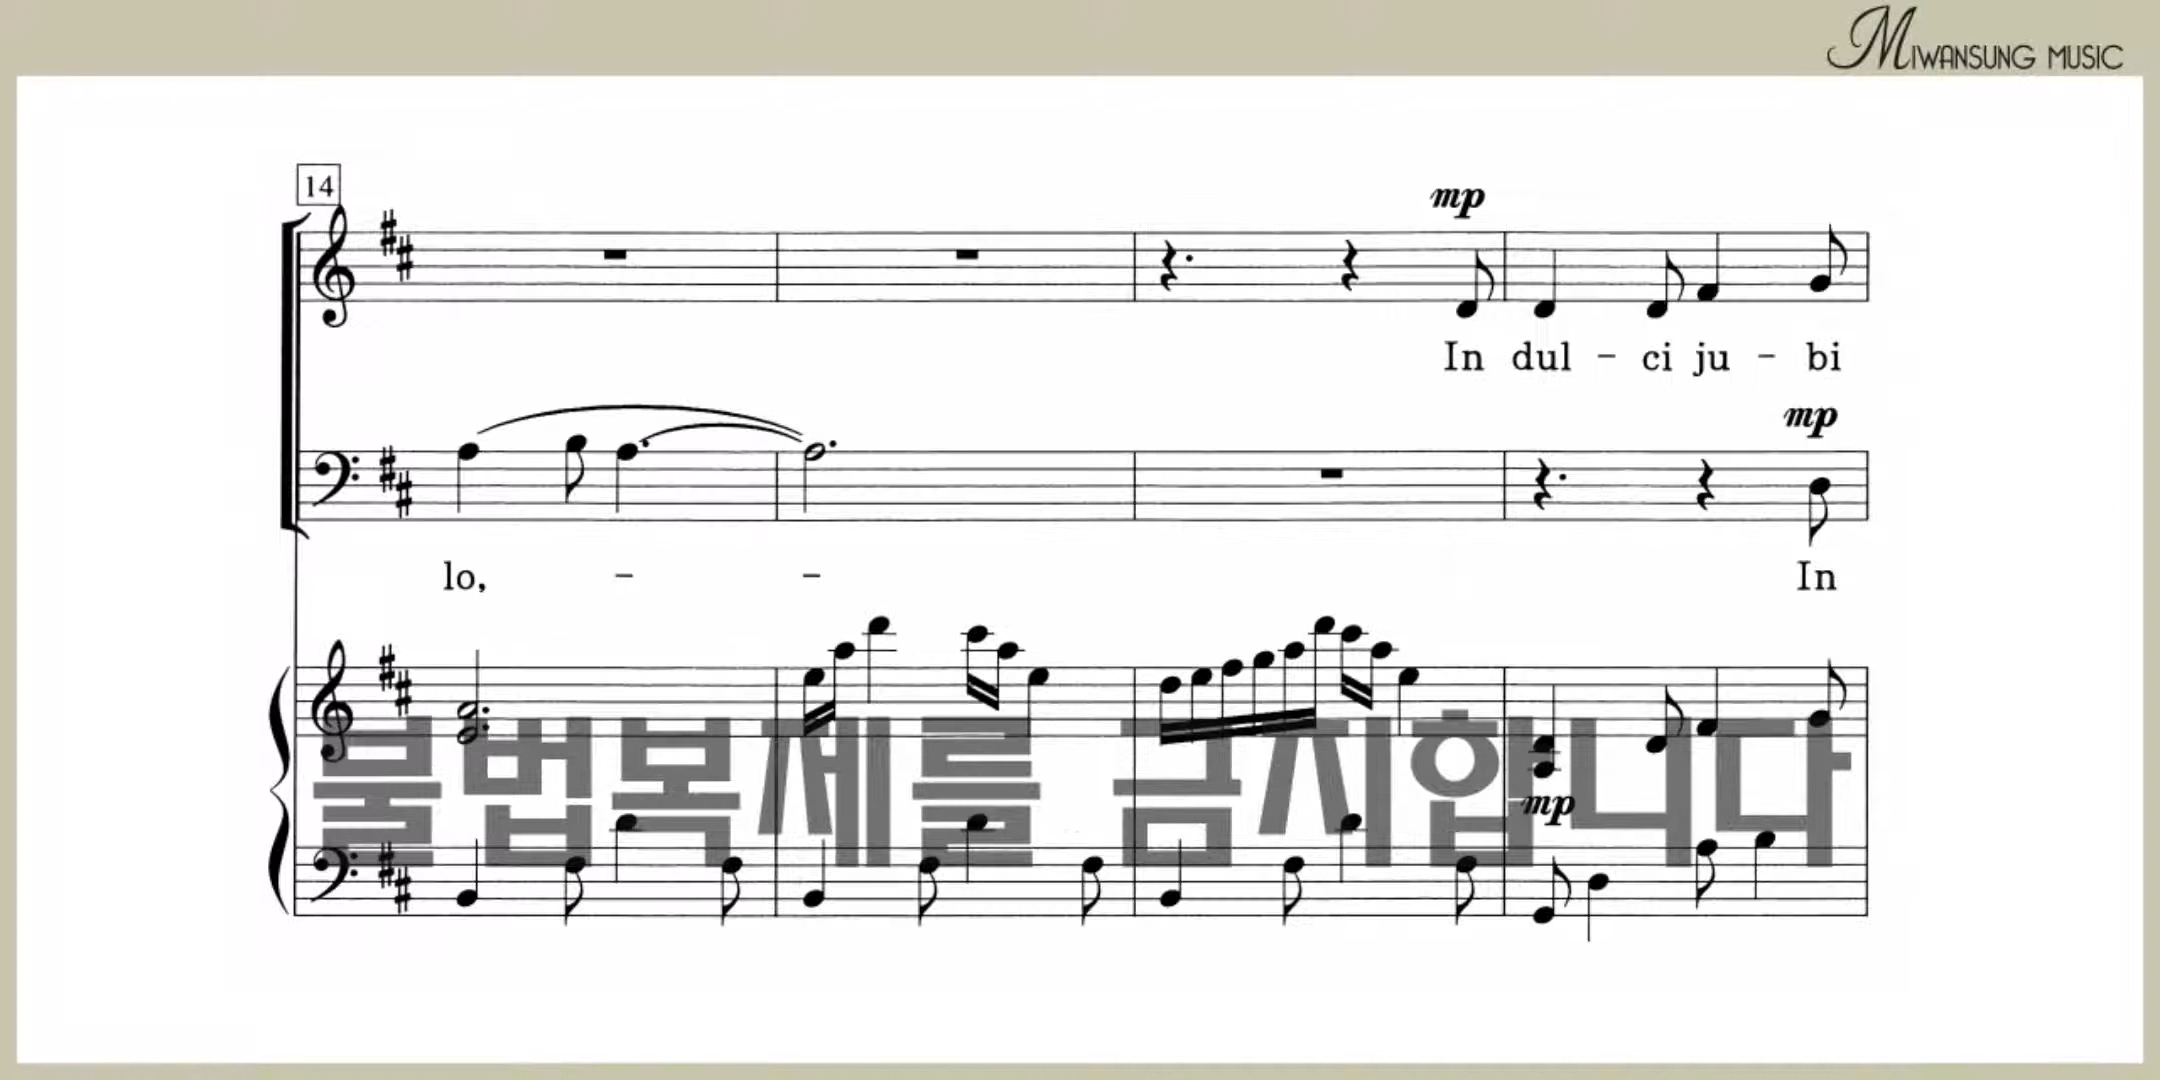 MIWANSUNG MUSIC
14
mp
In dul - ci ju - bi
mp
lo, - - In
불법복제를 금지합니다
mp